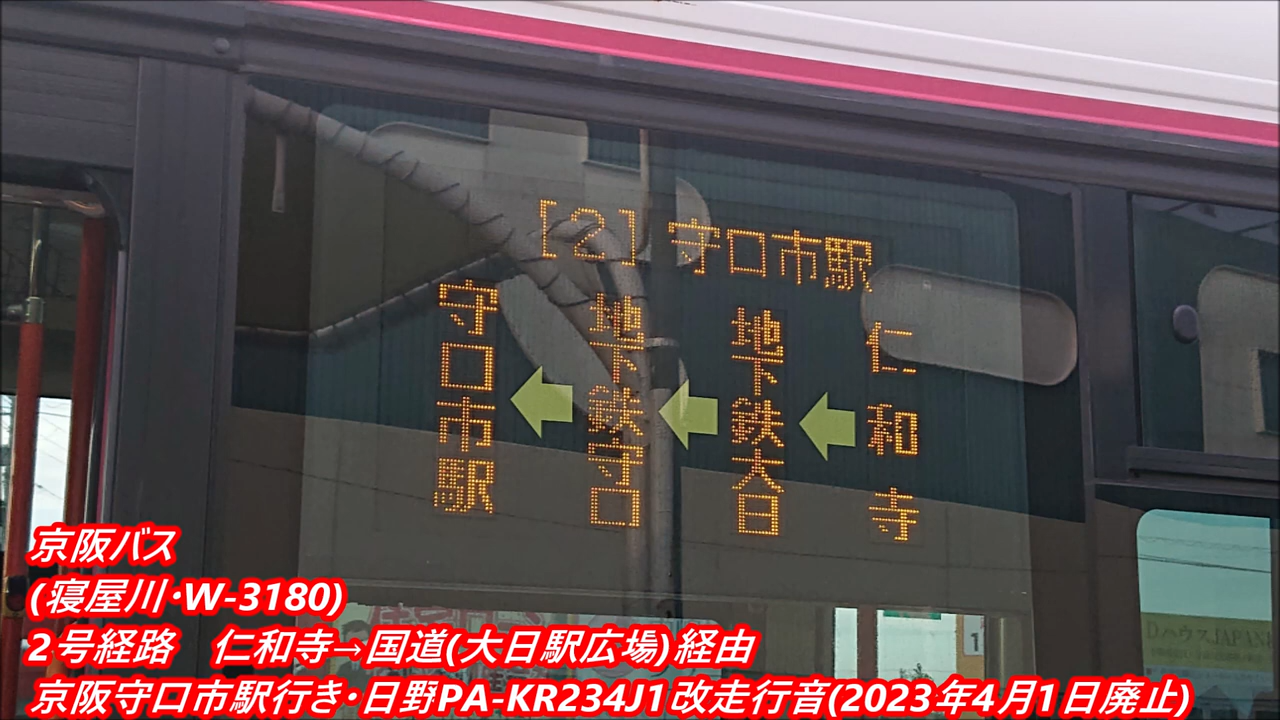 [2] 守口市駅
仁和寺
地下鉄大日
地下鉄守口
守口市駅
京阪バス
(寝屋川･W-3180)
2号経路　仁和寺→国道(大日駅広場)経由
京阪守口市駅行き･日野PA-KR234J1改走行音(2023年4月1日廃止)